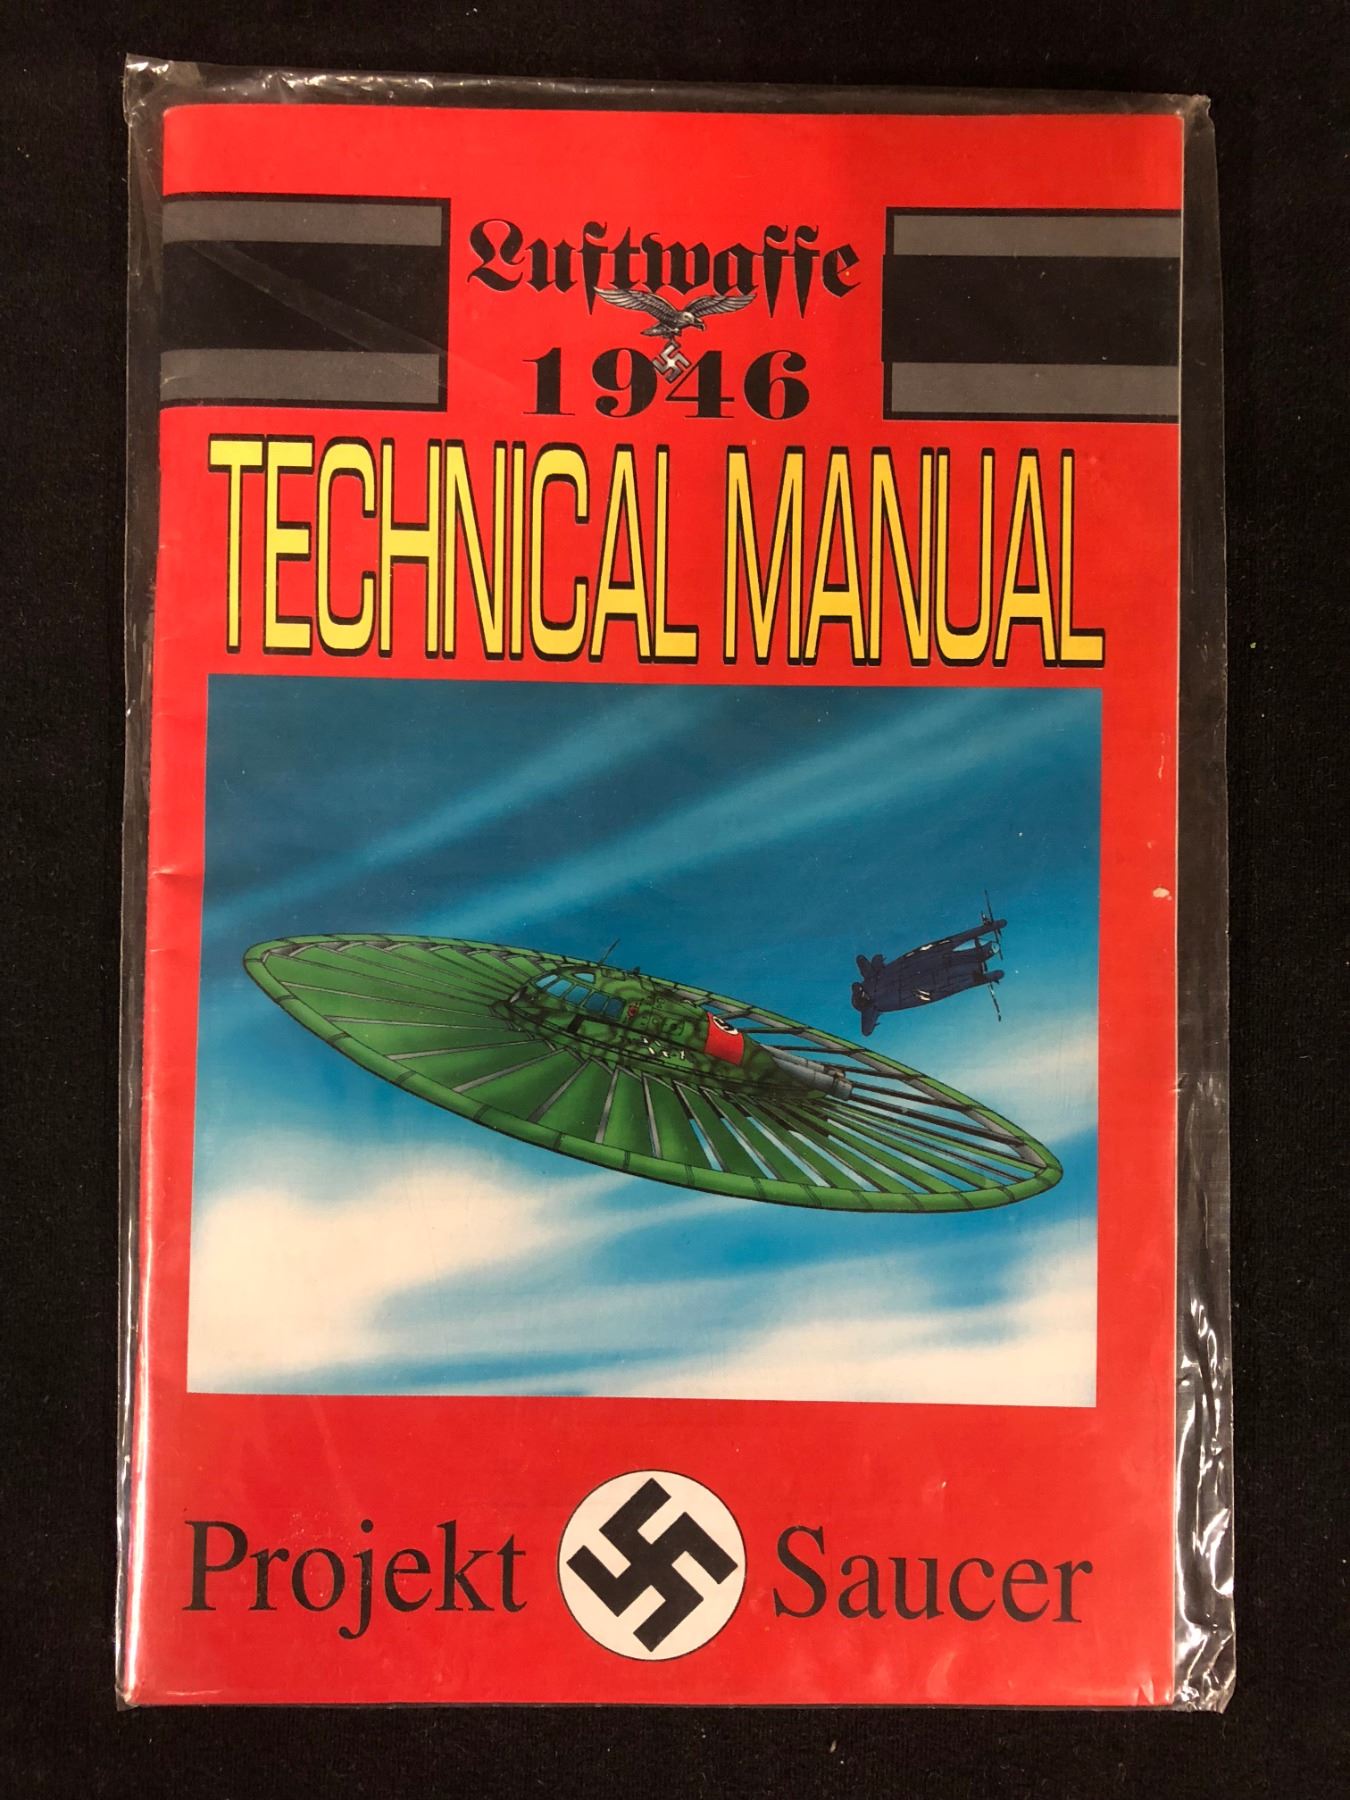 Luftwaffe
1946
TECHNICAL MANUAL
Projekt Saucer